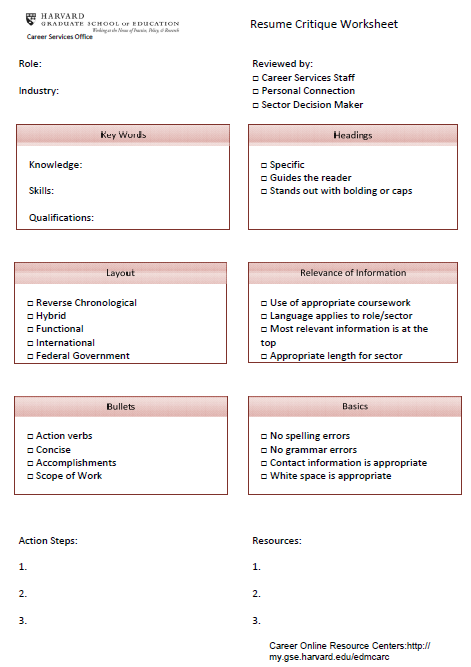 HARVARD
GRADUATE SCHOOL OF EDUCATION
Working at the Nexus of Practice, Policy, & Research
Career Services Office
Resume Critique Worksheet
Role:
Industry:
Reviewed by:
□ Career Services Staff
□ Personal Connection
□ Sector Decision Maker
Key Words
Knowledge:
Skills:
Qualifications:
Headings
□ Specific
□ Guides the reader
□ Stands out with bolding or caps
Layout
□ Reverse Chronological
□ Hybrid
□ Functional
□ International
□ Federal Government
Relevance of Information
□ Use of appropriate coursework
□ Language applies to role/sector
□ Most relevant information is at the
top
□ Appropriate length for sector
Bullets
□ Action verbs
□ Concise
□ Accomplishments
□ Scope of Work
Basics
□ No spelling errors
□ No grammar errors
□ Contact information is appropriate
□ White space is appropriate
Action Steps:
1.
2.
3.
Resources:
1.
2.
3.
Career Online Resource Centers:http://
my.gse.harvard.edu/edmcarc